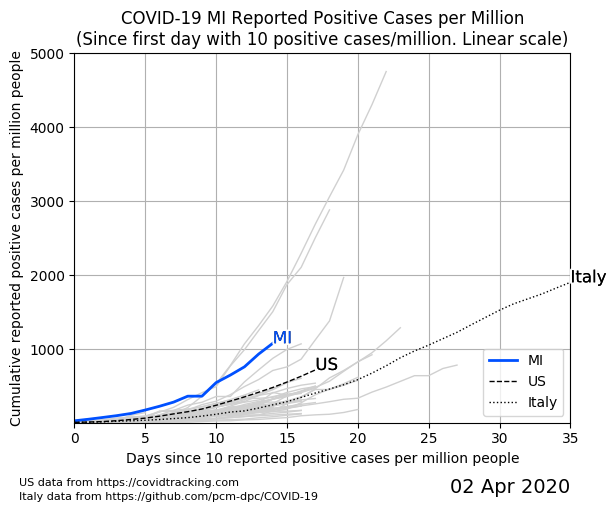 COVID-19 MI Reported Positive Cases per Million
(Since first day with 10 positive cases/million. Linear scale)
Cumulative reported positive cases per million people
5000
4000
3000
2000
1000
MI
US
Italy
MI
US
Italy
0
5
10
15
20
25
30
35
Days since 10 reported positive cases per million people
US data from https://covidtracking.com
Italy data from https://github.com/pcm-dpc/COVID-19
02 Apr 2020